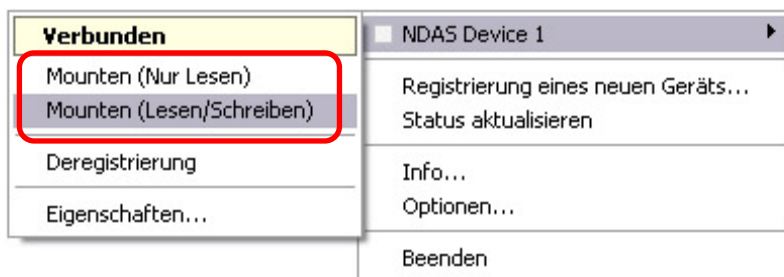 Verbunden
Mounten (Nur Lesen)
Mounten (Lesen/Schreiben)
Deregistrierung
Eigenschaften...
NDAS Device 1
Registrierung eines neuen Geräts...
Status aktualisieren
Info...
Optionen...
Beenden